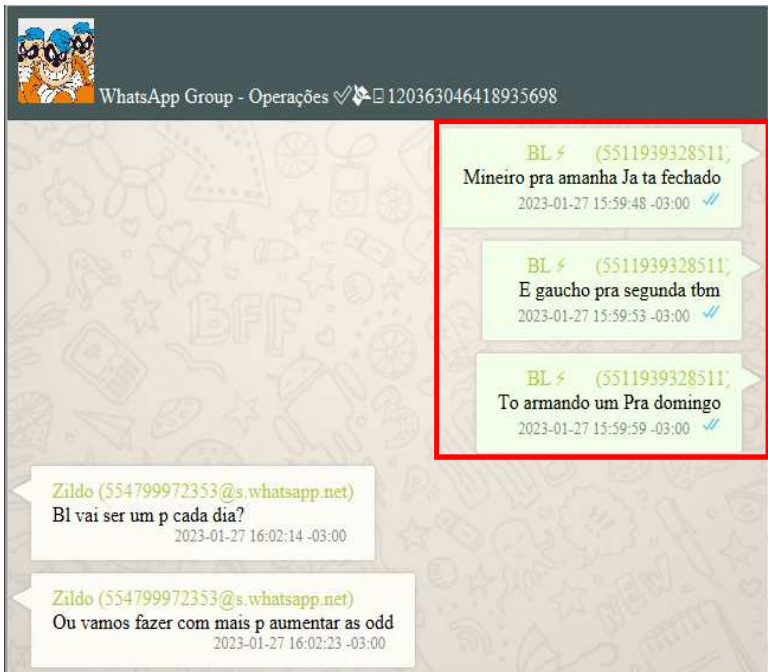 WhatsApp Group - Operações 120363046418935698
BL ⚡ (5511939328511)
Mineiro pra amanha Ja ta fechado
2023-01-27 15:59:48 -03:00
BL ⚡ (5511939328511)
E gaucho pra segunda tbm
2023-01-27 15:59:53 -03:00
BL ⚡ (5511939328511)
To armando um Pra domingo
2023-01-27 15:59:59 -03:00
Zildo (554799972353@s.whatsapp.net)
Bl vai ser um p cada dia?
2023-01-27 16:02:14 -03:00
Zildo (554799972353@s.whatsapp.net)
Ou vamos fazer com mais p aumentar as odd
2023-01-27 16:02:23 -03:00
BFF
NEW